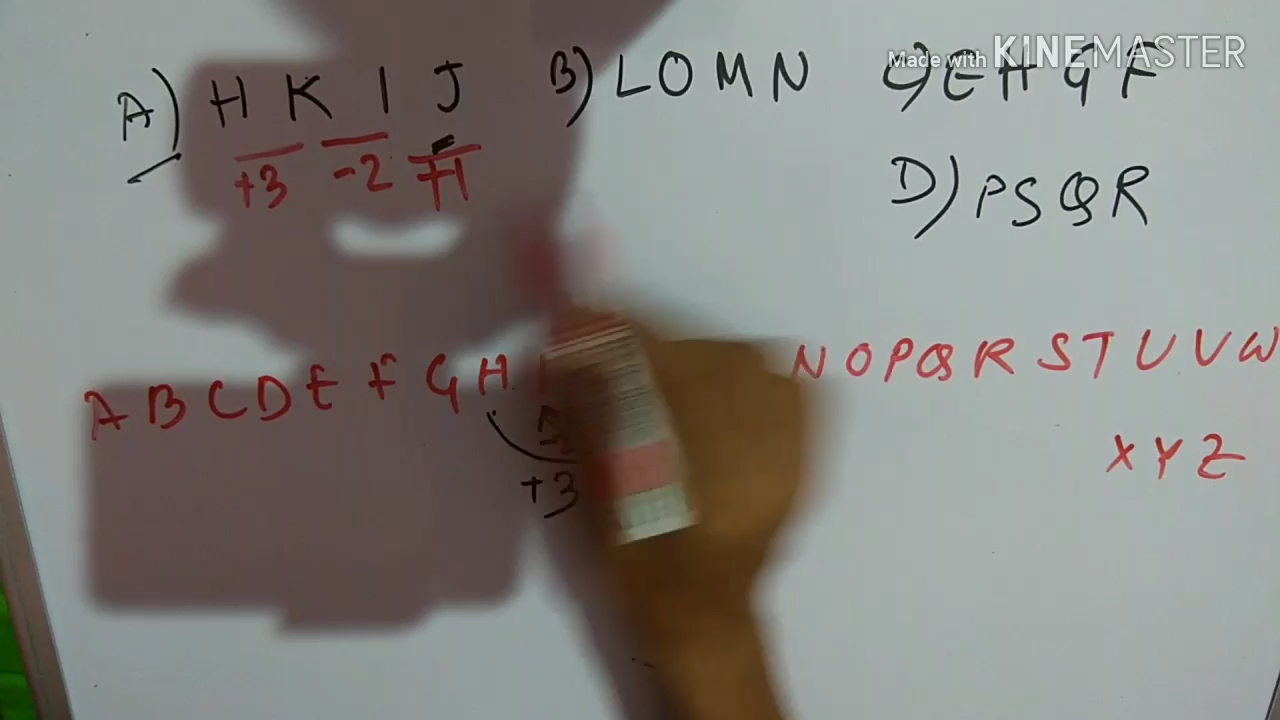 Made with KINEMASTER
A) H K I J B) L O M N C) E H G F
+3 -2 +1
D) P S Q R
A B C D E F G H N O P Q R S T U V W
X Y Z
+3